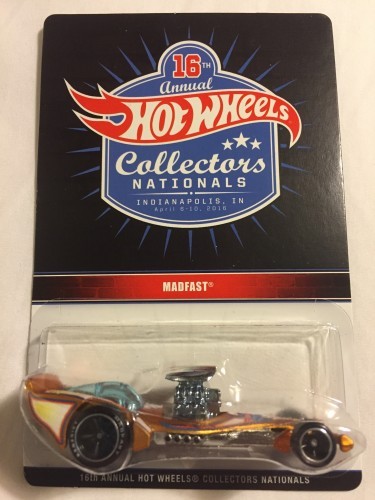 16TH
Annual
HOT WHEELS
Collectors
NATIONALS
INDIANAPOLIS, IN
April 6-10, 2016
MADFAST®
16th ANNUAL HOT WHEELS® COLLECTORS NATIONALS